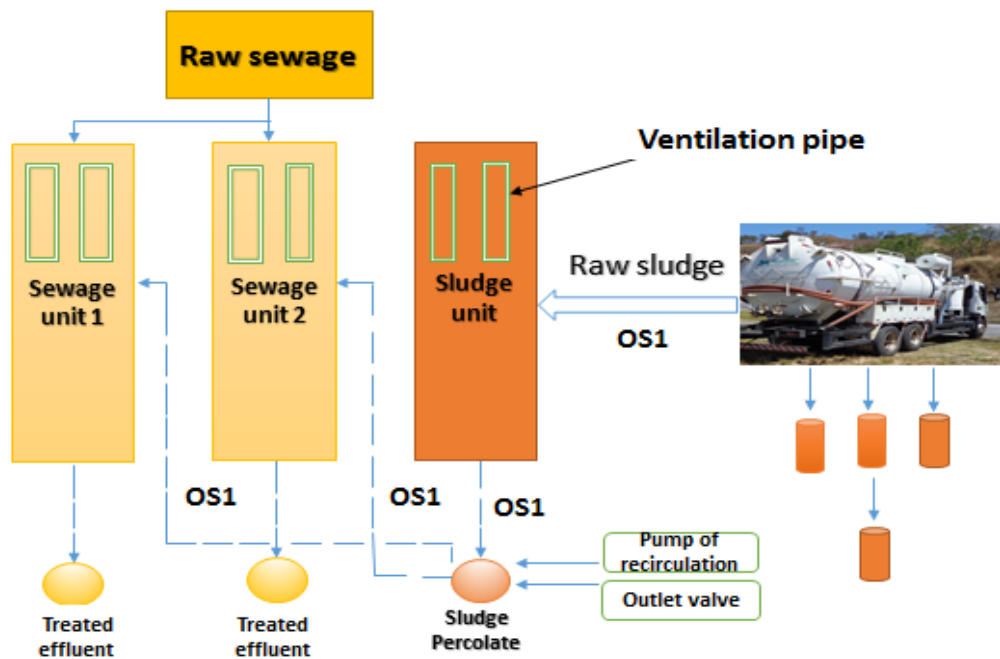 Raw sewage
Ventilation pipe
Sewage
unit 1
Sewage
unit 2
Sludge
unit
Raw sludge
OS1
OS1
OS1
OS1
Pump of
recirculation
Outlet valve
Treated
effluent
Treated
effluent
Sludge
Percolate